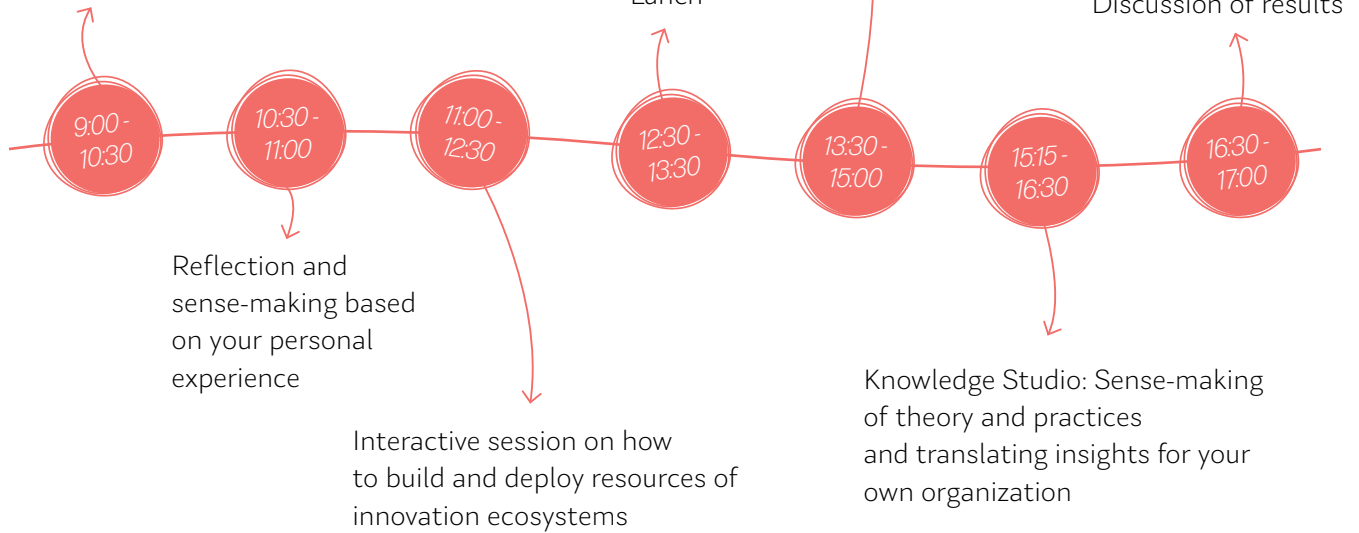 Lunch
Discussion of results
9:00 -
10:30
10:30 -
11:00
11:00 -
12:30
12:30 -
13:30
13:30 -
15:00
15:15 -
16:30
16:30 -
17:00
Reflection and
sense-making based
on your personal
experience
Interactive session on how
to build and deploy resources of
innovation ecosystems
Knowledge Studio: Sense-making
of theory and practices
and translating insights for your
own organization